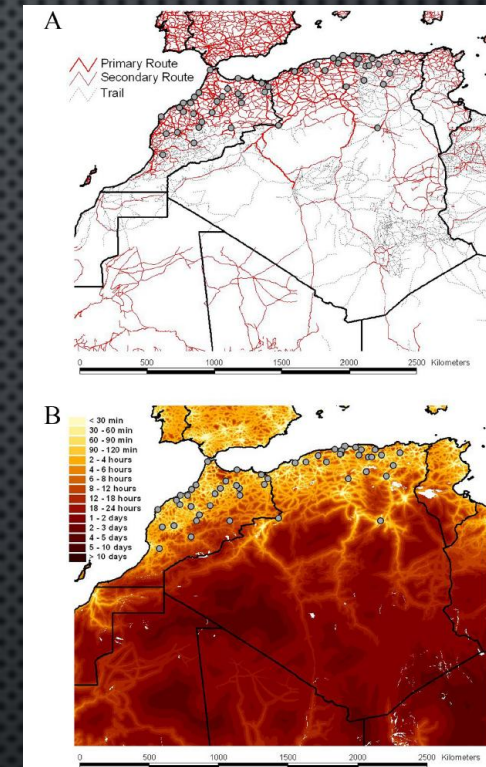 A
Primary Route
Secondary Route
Trail
0 500 1000 1500 2000 2500 Kilometers
B
< 30 min
30 - 60 min
60 - 90 min
90 - 120 min
2 - 4 hours
4 - 6 hours
6 - 8 hours
8 - 12 hours
12 - 18 hours
18 - 24 hours
1 - 2 days
2 - 3 days
4 - 5 days
5 - 10 days
> 10 days
0 500 1000 1500 2000 2500 Kilometers